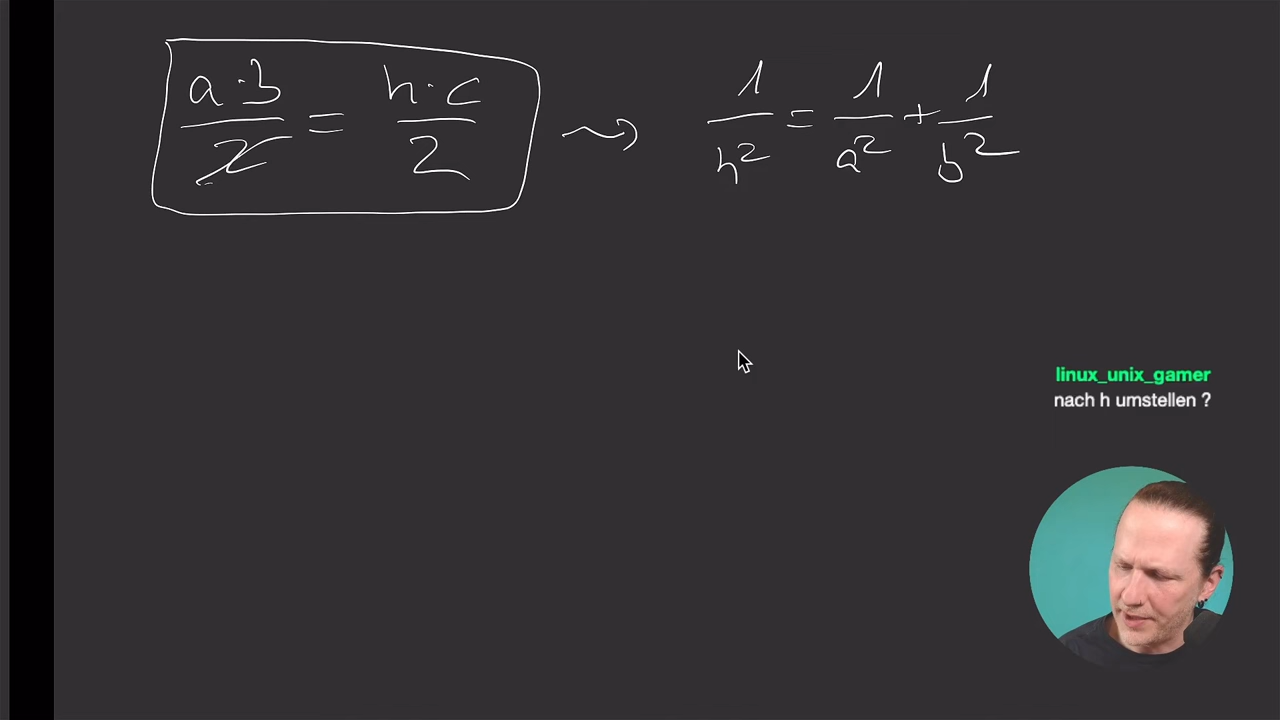 a·b/2 = h·c/2 ⇝ 1/h² = 1/a² + 1/b²
linux_unix_gamer
nach h umstellen ?